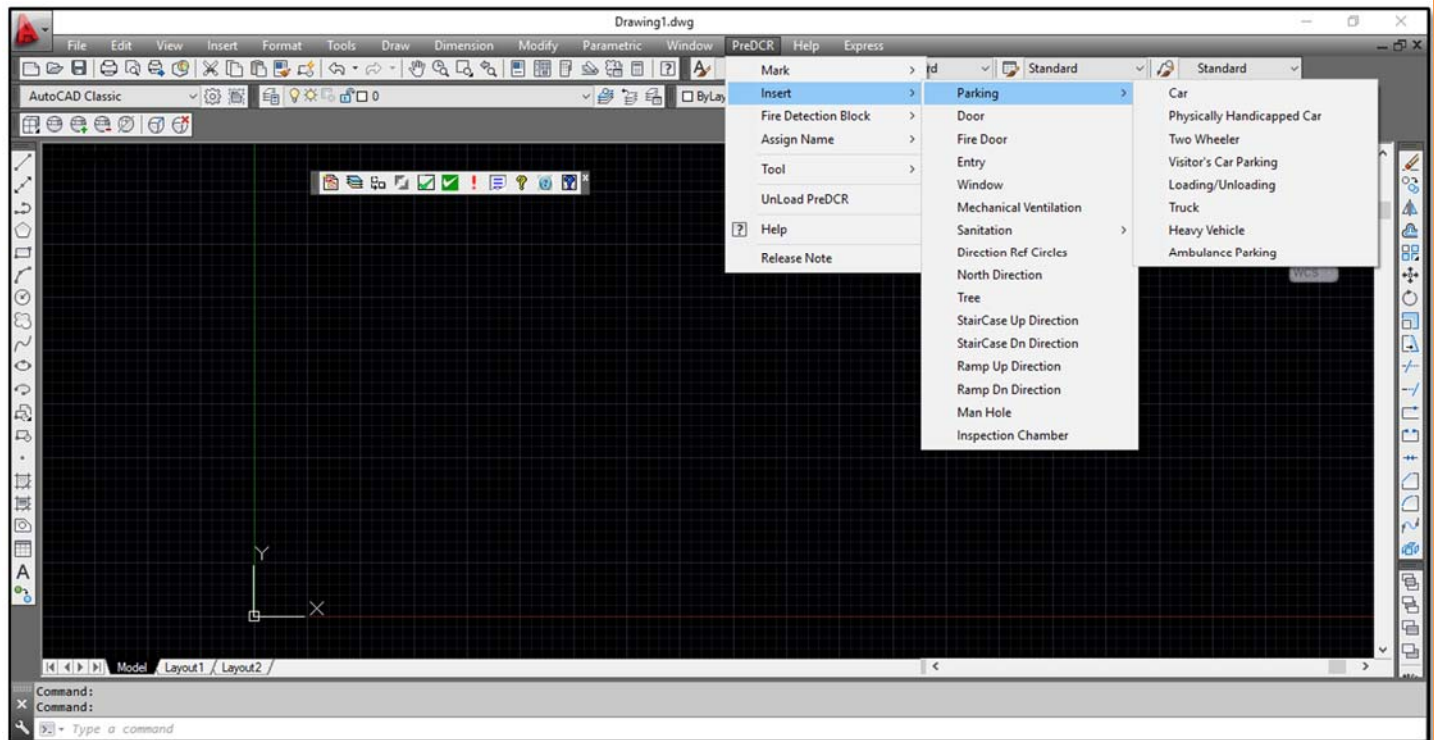 Drawing1.dwg
File Edit View Insert Format Tools Draw Dimension Modify Parametric Window PreDCR Help Express
Standard Standard
AutoCAD Classic 0 ByLay
Mark
Insert
Fire Detection Block
Assign Name
Tool
UnLoad PreDCR
Help
Release Note
Parking
Door
Fire Door
Entry
Window
Mechanical Ventilation
Sanitation
Direction Ref Circles
North Direction
Tree
StairCase Up Direction
StairCase Dn Direction
Ramp Up Direction
Ramp Dn Direction
Man Hole
Inspection Chamber
Car
Physically Handicapped Car
Two Wheeler
Visitor's Car Parking
Loading/Unloading
Truck
Heavy Vehicle
Ambulance Parking
WCS
Y
X
A
Model Layout1 Layout2
Command:
Command:
Type a command